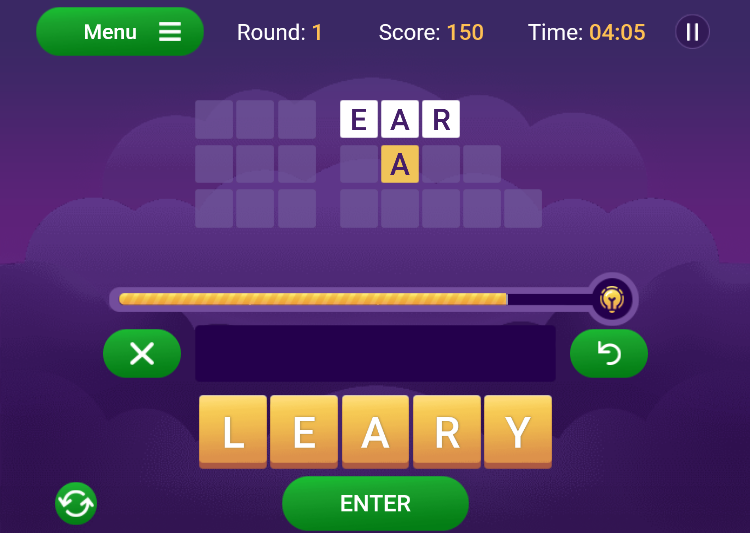 Menu Round: 1 Score: 150 Time: 04:05
E A R
A
L E A R Y
ENTER